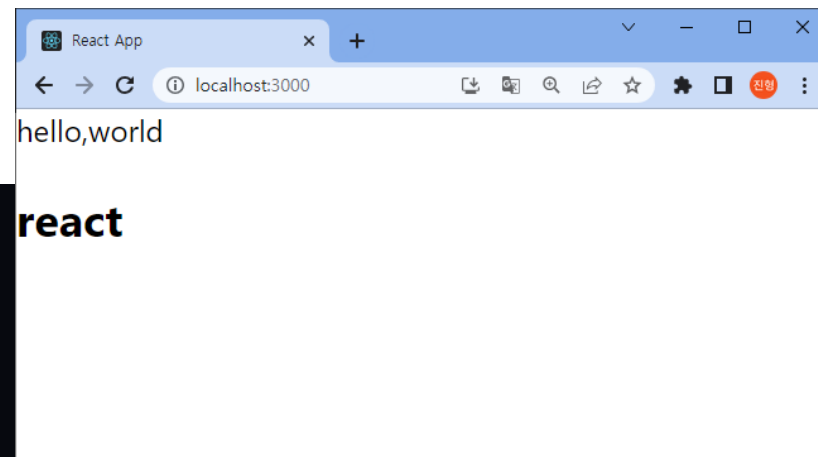 React App
localhost:3000
진형
hello,world
react